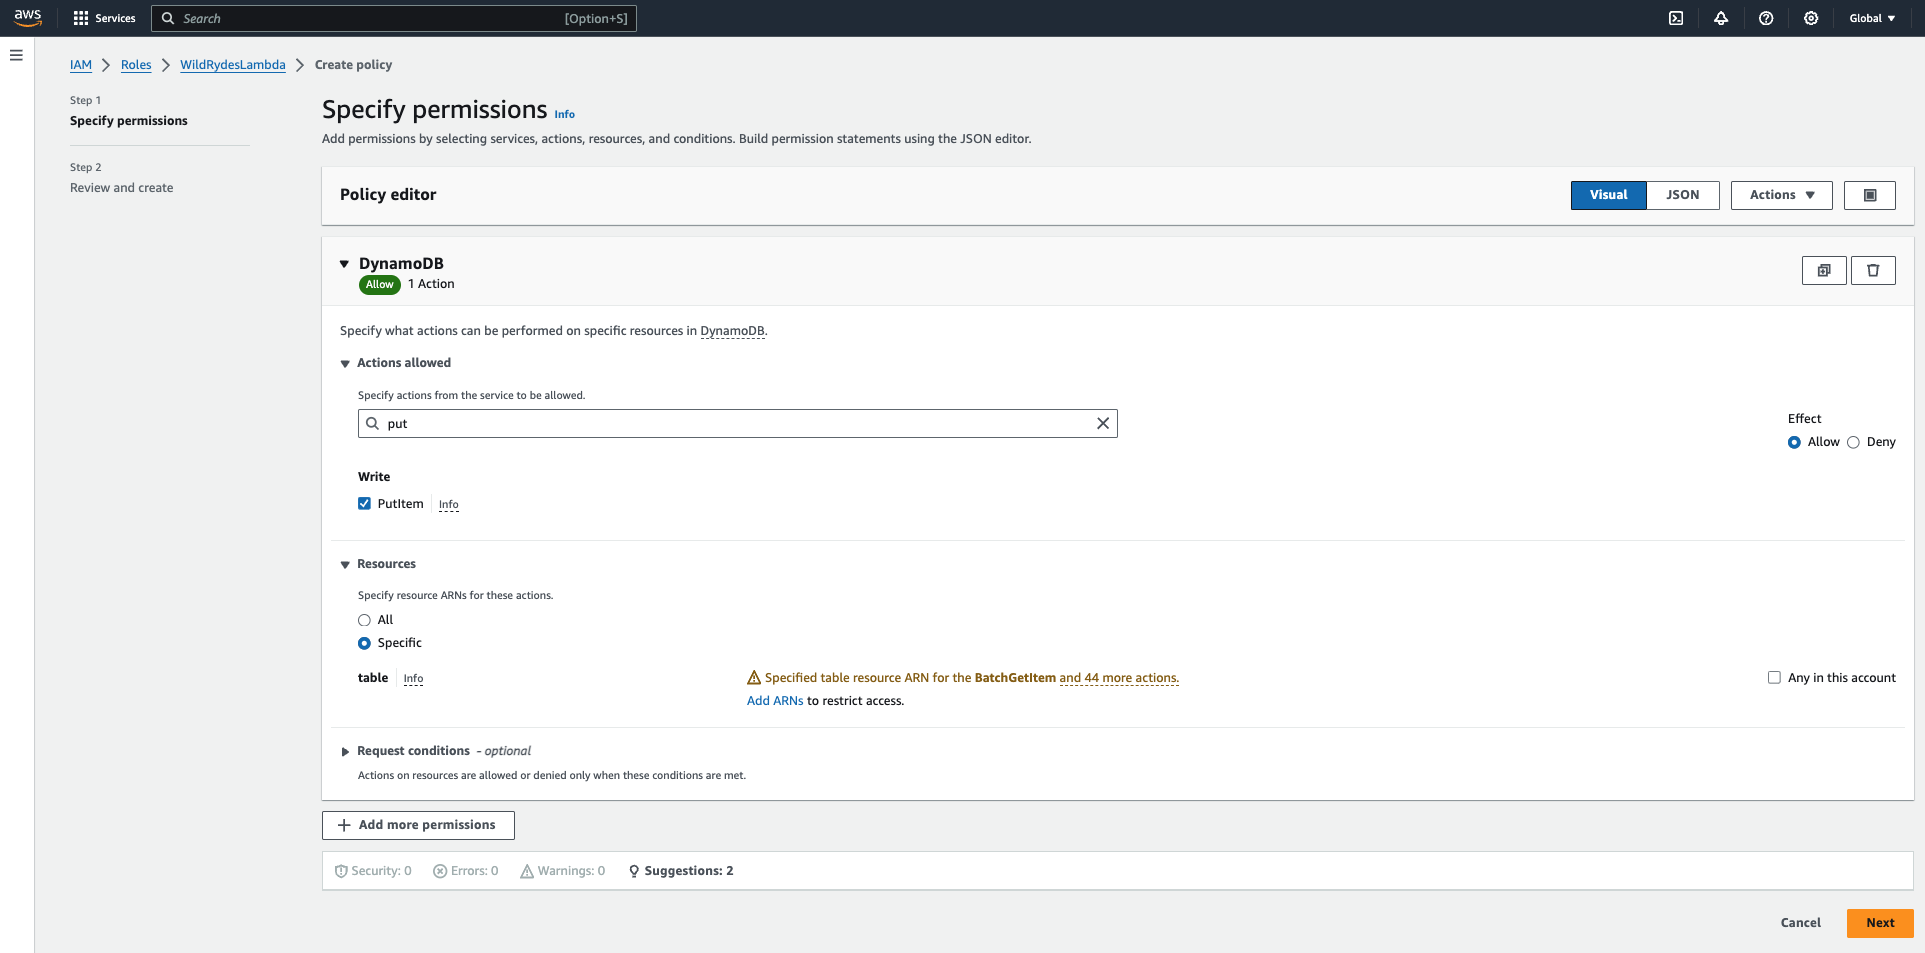 aws
Services
Search
[Option+S]
Global
IAM
Roles
WildRydesLambda
Create policy
Step 1
Specify permissions
Step 2
Review and create
Specify permissions Info
Add permissions by selecting services, actions, resources, and conditions. Build permission statements using the JSON editor.
Policy editor
Visual
JSON
Actions
DynamoDB
Allow 1 Action
Specify what actions can be performed on specific resources in DynamoDB.
Actions allowed
Specify actions from the service to be allowed.
put
Effect
Allow Deny
Write
PutItem Info
Resources
Specify resource ARNs for these actions.
All
Specific
table Info
Specified table resource ARN for the BatchGetItem and 44 more actions.
Add ARNs to restrict access.
Any in this account
Request conditions - optional
Actions on resources are allowed or denied only when these conditions are met.
Add more permissions
Security: 0 Errors: 0 Warnings: 0 Suggestions: 2
Cancel
Next